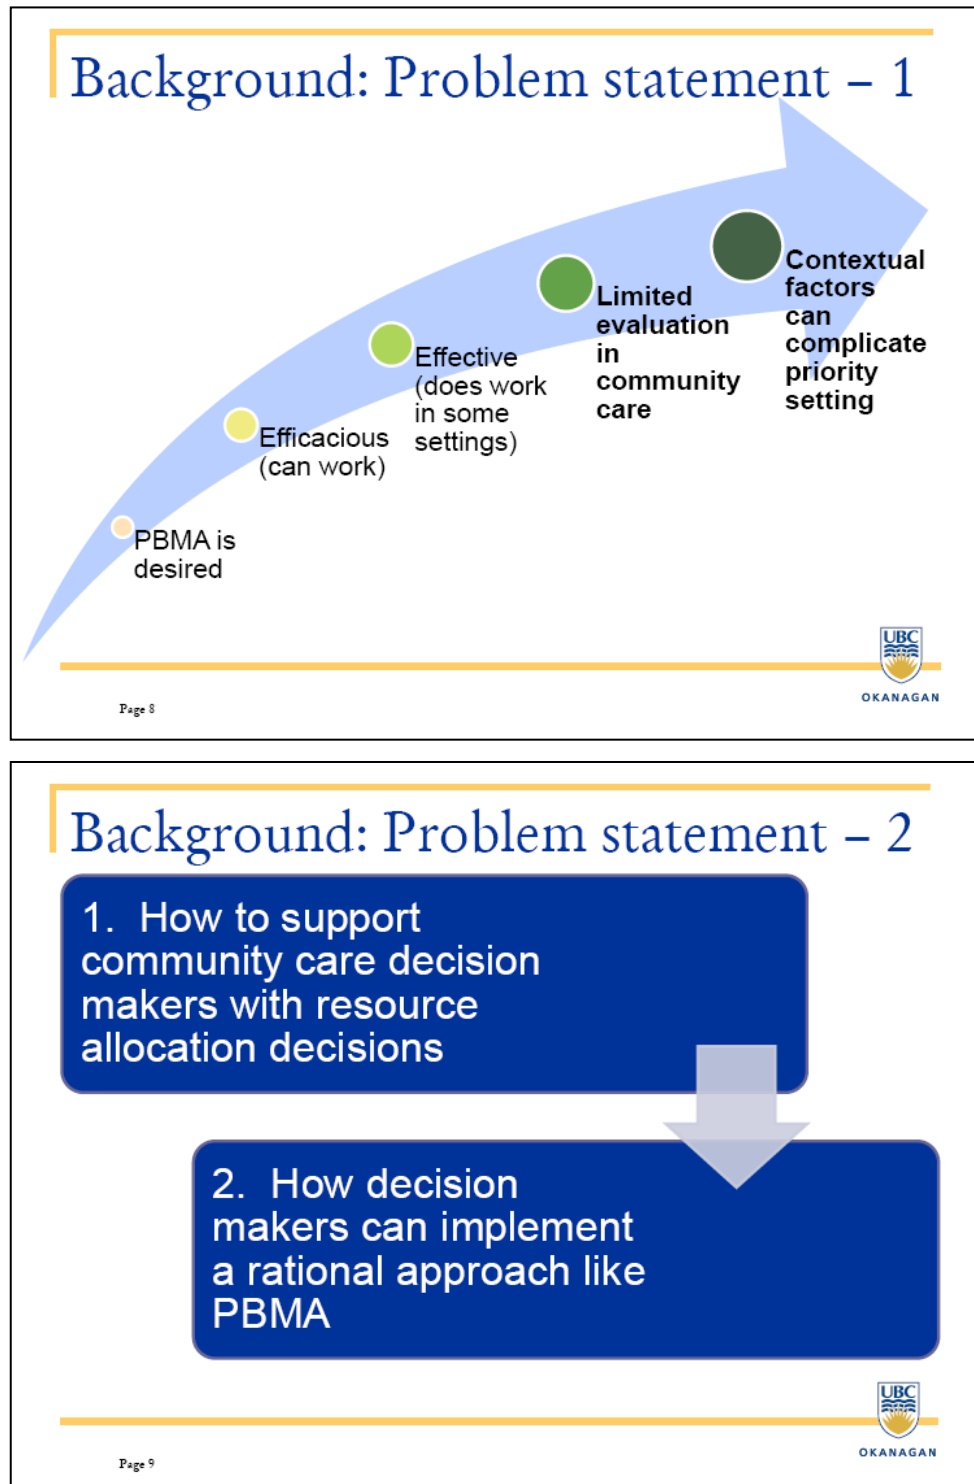 Background: Problem statement – 1
PBMA is
desired
Efficacious
(can work)
Effective
(does work
in some
settings)
Limited
evaluation
in
community
care
Contextual
factors
can
complicate
priority
setting
UBC
OKANAGAN
Page 8
Background: Problem statement – 2
1. How to support
community care decision
makers with resource
allocation decisions
2. How decision
makers can implement
a rational approach like
PBMA
UBC
OKANAGAN
Page 9